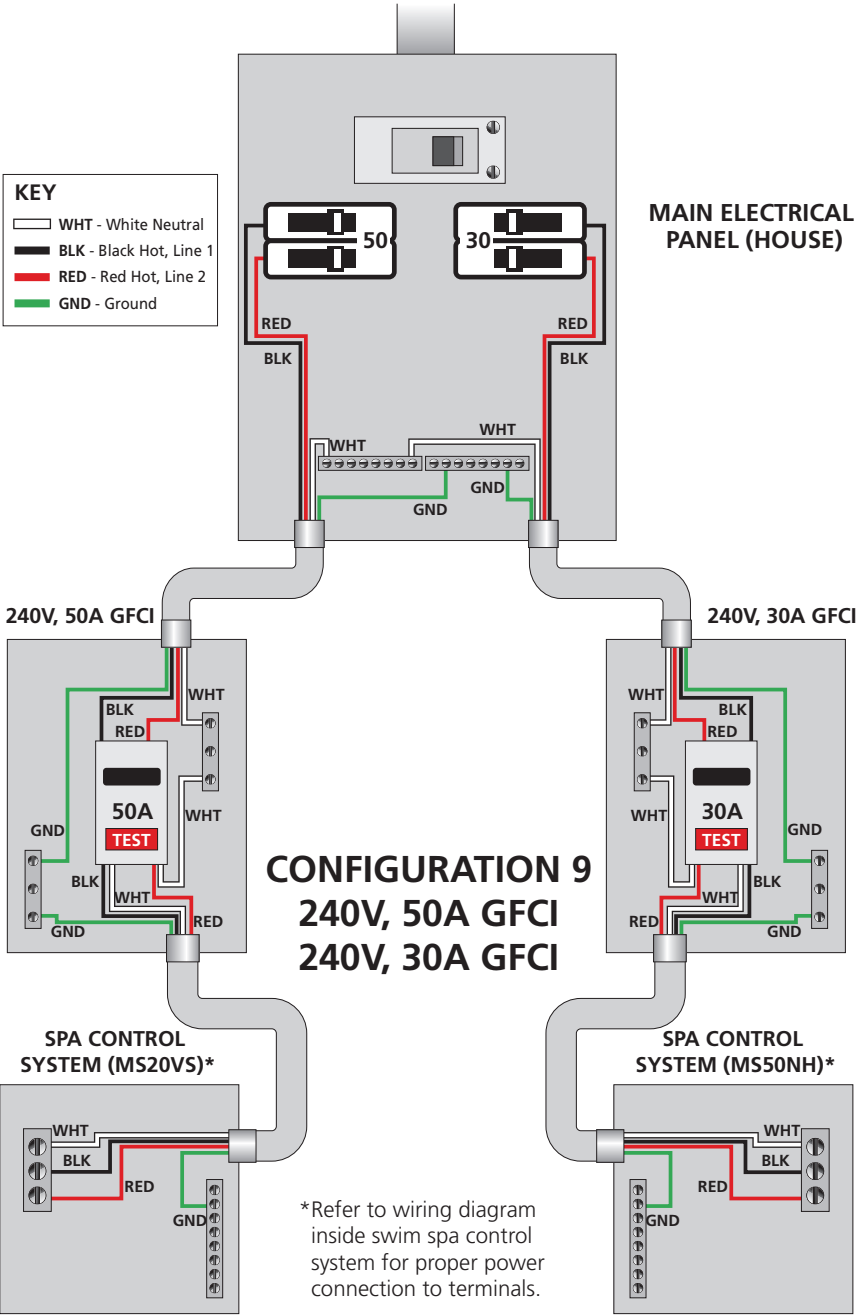 KEY
WHT - White Neutral
BLK - Black Hot, Line 1
RED - Red Hot, Line 2
GND - Ground
MAIN ELECTRICAL
PANEL (HOUSE)
50
30
RED
BLK
RED
BLK
WHT
WHT
GND
GND
240V, 50A GFCI
240V, 30A GFCI
WHT
BLK
RED
50A
TEST
WHT
GND
BLK
WHT
RED
GND
WHT
BLK
RED
30A
TEST
WHT
GND
BLK
WHT
RED
GND
CONFIGURATION 9
240V, 50A GFCI
240V, 30A GFCI
SPA CONTROL
SYSTEM (MS20VS)*
WHT
BLK
RED
GND
SPA CONTROL
SYSTEM (MS50NH)*
WHT
BLK
RED
GND
*Refer to wiring diagram
inside swim spa control
system for proper power
connection to terminals.